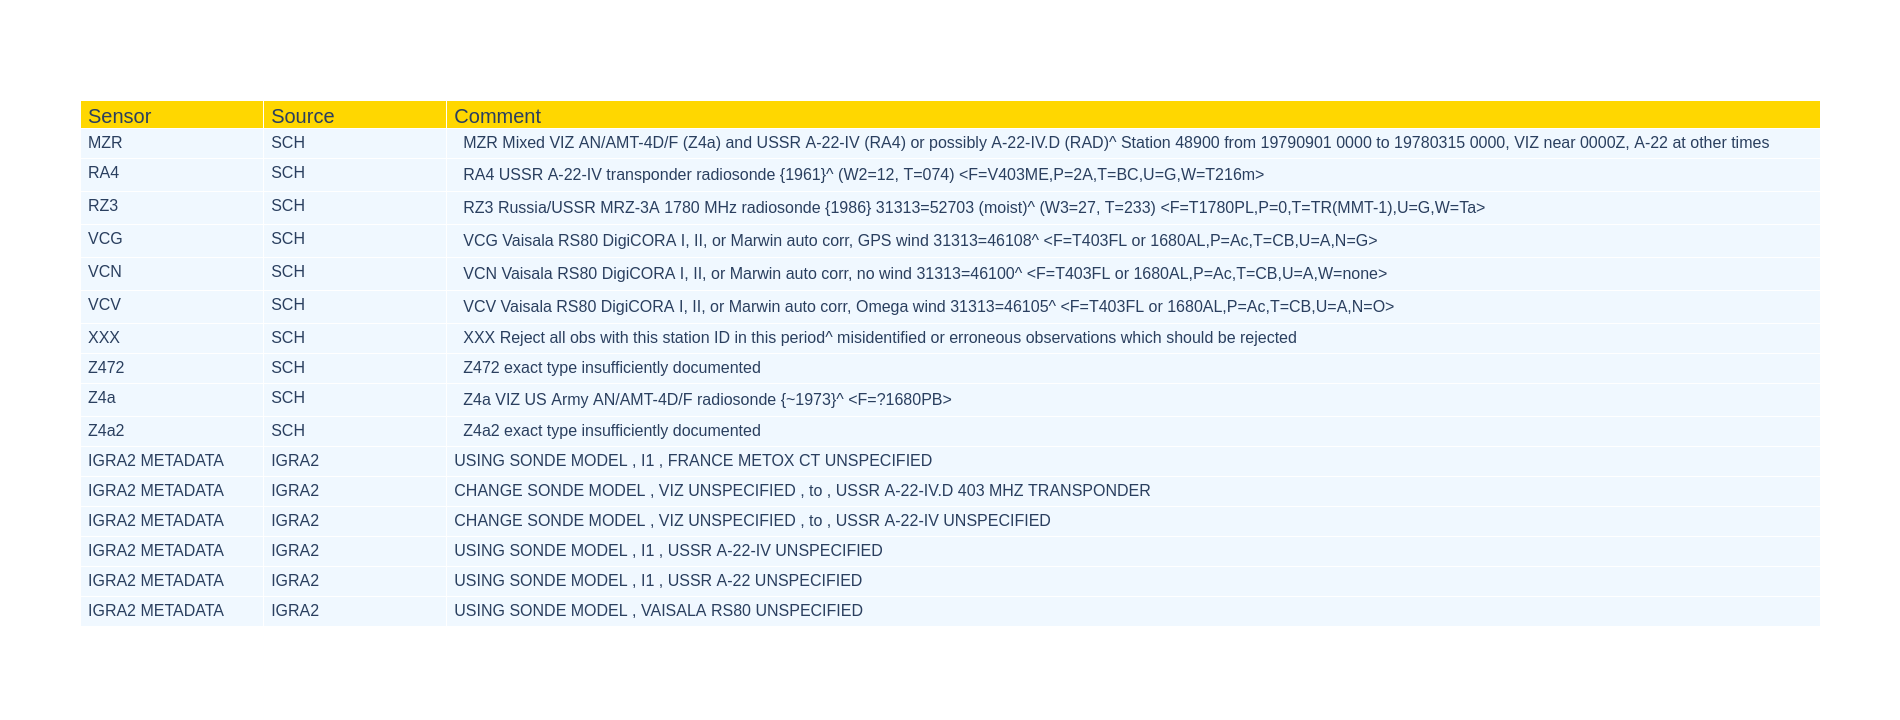 Sensor Source Comment
MZR SCH MZR Mixed VIZ AN/AMT-4D/F (Z4a) and USSR A-22-IV (RA4) or possibly A-22-IV.D (RAD)^ Station 48900 from 19790901 0000 to 19780315 0000, VIZ near 0000Z, A-22 at other times
RA4 SCH RA4 USSR A-22-IV transponder radiosonde {1961}^ (W2=12, T=074) <F=V403ME,P=2A,T=BC,U=G,W=T216m>
RZ3 SCH RZ3 Russia/USSR MRZ-3A 1780 MHz radiosonde {1986} 31313=52703 (moist)^ (W3=27, T=233) <F=T1780PL,P=0,T=TR(MMT-1),U=G,W=Ta>
VCG SCH VCG Vaisala RS80 DigiCORA I, II, or Marwin auto corr, GPS wind 31313=46108^ <F=T403FL or 1680AL,P=Ac,T=CB,U=A,N=G>
VCN SCH VCN Vaisala RS80 DigiCORA I, II, or Marwin auto corr, no wind 31313=46100^ <F=T403FL or 1680AL,P=Ac,T=CB,U=A,W=none>
VCV SCH VCV Vaisala RS80 DigiCORA I, II, or Marwin auto corr, Omega wind 31313=46105^ <F=T403FL or 1680AL,P=Ac,T=CB,U=A,N=O>
XXX SCH XXX Reject all obs with this station ID in this period^ misidentified or erroneous observations which should be rejected
Z472 SCH Z472 exact type insufficiently documented
Z4a SCH Z4a VIZ US Army AN/AMT-4D/F radiosonde {~1973}^ <F=?1680PB>
Z4a2 SCH Z4a2 exact type insufficiently documented
IGRA2 METADATA IGRA2 USING SONDE MODEL , I1 , FRANCE METOX CT UNSPECIFIED
IGRA2 METADATA IGRA2 CHANGE SONDE MODEL , VIZ UNSPECIFIED , to , USSR A-22-IV.D 403 MHZ TRANSPONDER
IGRA2 METADATA IGRA2 CHANGE SONDE MODEL , VIZ UNSPECIFIED , to , USSR A-22-IV UNSPECIFIED
IGRA2 METADATA IGRA2 USING SONDE MODEL , I1 , USSR A-22-IV UNSPECIFIED
IGRA2 METADATA IGRA2 USING SONDE MODEL , I1 , USSR A-22 UNSPECIFIED
IGRA2 METADATA IGRA2 USING SONDE MODEL , VAISALA RS80 UNSPECIFIED